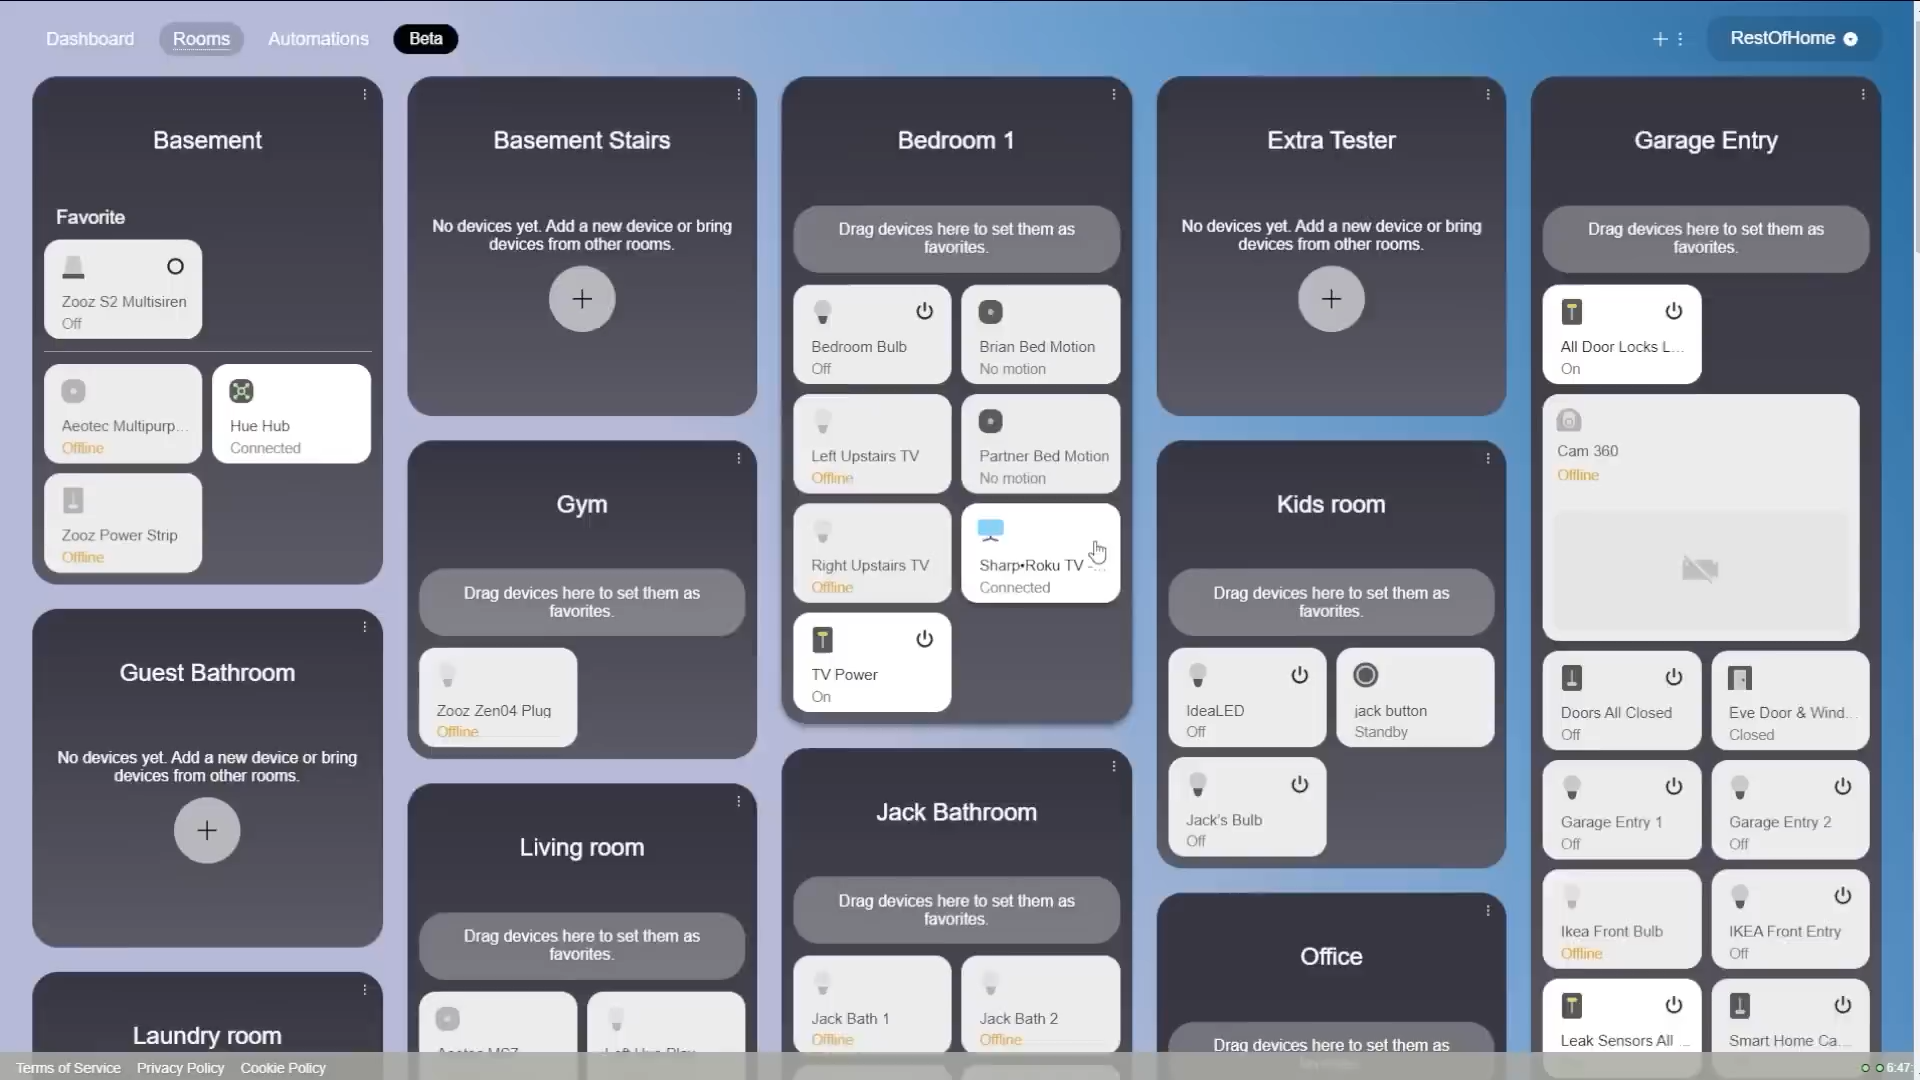 Dashboard
Rooms
Automations
Beta
RestOfHome
Basement
Favorite
Zooz S2 Multisiren
Off
Aeotec Multipurp...
Offline
Hue Hub
Connected
Zooz Power Strip
Offline
Guest Bathroom
No devices yet. Add a new device or bring
devices from other rooms.
Laundry room
Basement Stairs
No devices yet. Add a new device or bring
devices from other rooms.
Gym
Drag devices here to set them as
favorites.
Zooz Zen04 Plug
Offline
Living room
Drag devices here to set them as
favorites.
Bedroom 1
Drag devices here to set them as
favorites.
Bedroom Bulb
Off
Brian Bed Motion
No motion
Left Upstairs TV
Offline
Partner Bed Motion
No motion
Right Upstairs TV
Offline
Sharp•Roku TV -...
Connected
TV Power
On
Jack Bathroom
Drag devices here to set them as
favorites.
Jack Bath 1
Offline
Jack Bath 2
Offline
Extra Tester
No devices yet. Add a new device or bring
devices from other rooms.
Kids room
Drag devices here to set them as
favorites.
IdeaLED
Off
jack button
Standby
Jack's Bulb
Off
Office
Drag devices here to set them as
Garage Entry
Drag devices here to set them as
favorites.
All Door Locks L...
On
Cam 360
Offline
Doors All Closed
Off
Eve Door & Wind...
Closed
Garage Entry 1
Off
Garage Entry 2
Off
Ikea Front Bulb
Offline
IKEA Front Entry
Off
Leak Sensors All ...
Smart Home Ca...
Terms of Service
Privacy Policy
Cookie Policy
6:47: